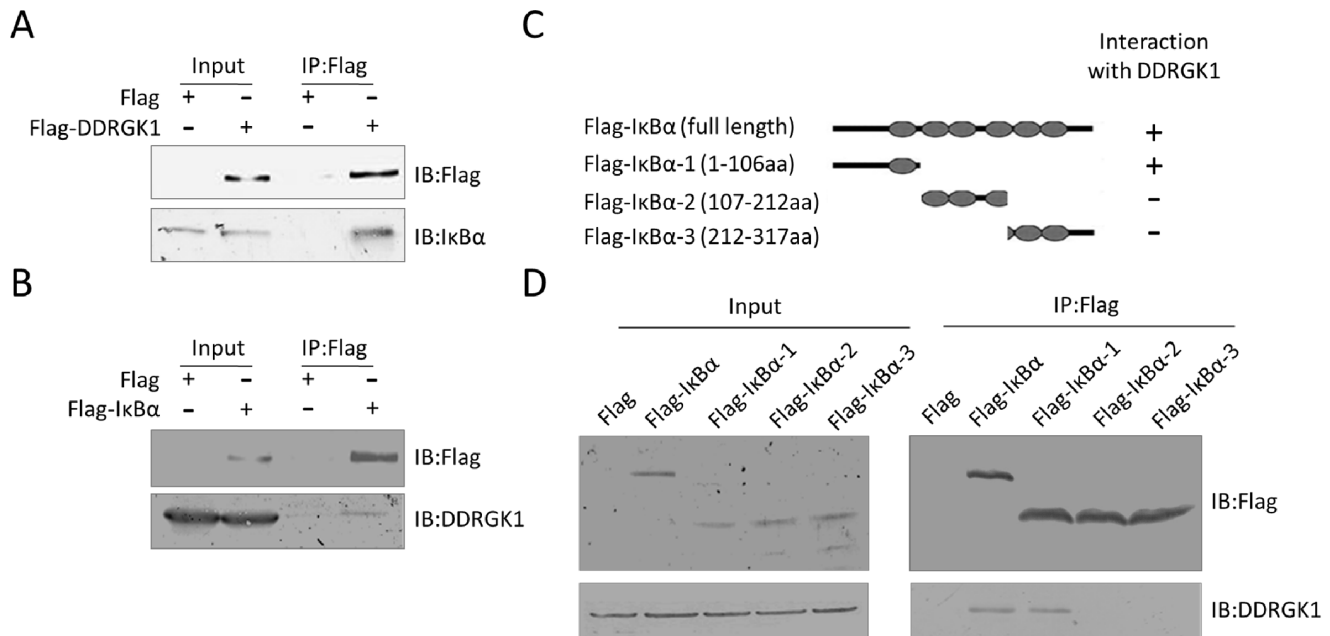 A
Input IP:Flag
Flag + - + -
Flag-DDRGK1 - + - +
IB:Flag
IB:IκBα
B
Input IP:Flag
Flag + - + -
Flag-IκBα - + - +
IB:Flag
IB:DDRGK1
C
Interaction
with DDRGK1
Flag-IκBα (full length) +
Flag-IκBα-1 (1-106aa) +
Flag-IκBα-2 (107-212aa) -
Flag-IκBα-3 (212-317aa) -
D
Input IP:Flag
Flag Flag-IκBα Flag-IκBα-1 Flag-IκBα-2 Flag-IκBα-3 Flag Flag-IκBα Flag-IκBα-1 Flag-IκBα-2 Flag-IκBα-3
IB:Flag
IB:DDRGK1